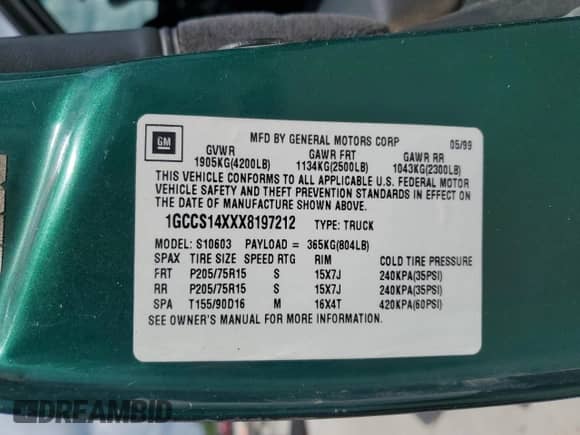 GM
MFD BY GENERAL MOTORS CORP 05/99
GVWR GAWR FRT GAWR RR
1905KG(4200LB) 1134KG(2500LB) 1043KG(2300LB)
THIS VEHICLE CONFORMS TO ALL APPLICABLE U.S. FEDERAL MOTOR
VEHICLE SAFETY AND THEFT PREVENTION STANDARDS IN EFFECT ON
THE DATE OF MANUFACTURE SHOWN ABOVE.
1GCCS14XXX8197212 TYPE: TRUCK
MODEL: S10603 PAYLOAD = 365KG(804LB)
SPAX TIRE SIZE SPEED RTG RIM COLD TIRE PRESSURE
FRT P205/75R15 S 15X7J 240KPA(35PSI)
RR P205/75R15 S 15X7J 240KPA(35PSI)
SPA T155/90D16 M 16X4T 420KPA(60PSI)
SEE OWNER'S MANUAL FOR MORE INFORMATION.
DREAMBID